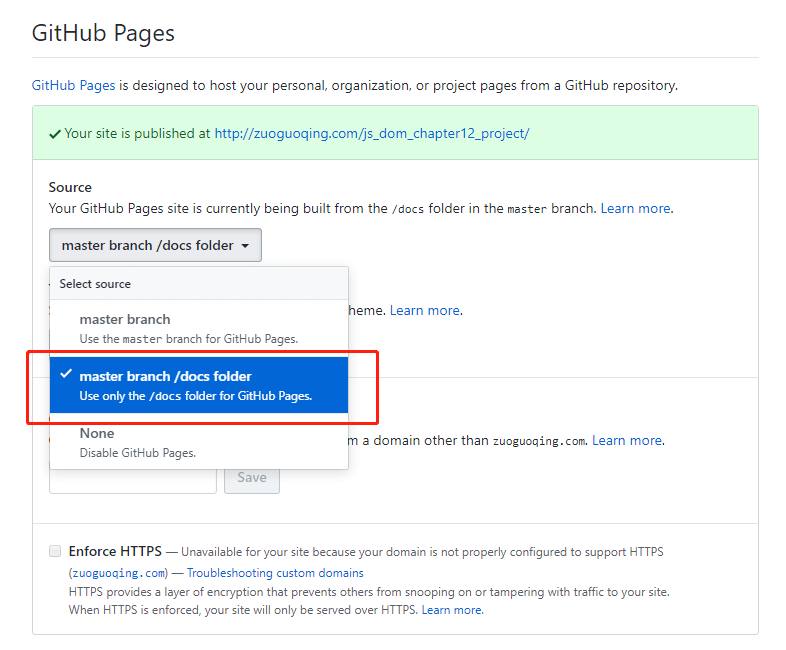 GitHub Pages
GitHub Pages is designed to host your personal, organization, or project pages from a GitHub repository.
Your site is published at http://zuoguoqing.com/js_dom_chapter12_project/
Source
Your GitHub Pages site is currently being built from the /docs folder in the master branch. Learn more.
master branch /docs folder
Select source
master branch
heme. Learn more.
Use the master branch for GitHub Pages.
master branch /docs folder
Use only the /docs folder for GitHub Pages.
None
m a domain other than zuoguoqing.com. Learn more.
Disable GitHub Pages.
Save
Enforce HTTPS — Unavailable for your site because your domain is not properly configured to support HTTPS
(zuoguoqing.com) — Troubleshooting custom domains
HTTPS provides a layer of encryption that prevents others from snooping on or tampering with traffic to your site.
When HTTPS is enforced, your site will only be served over HTTPS. Learn more.